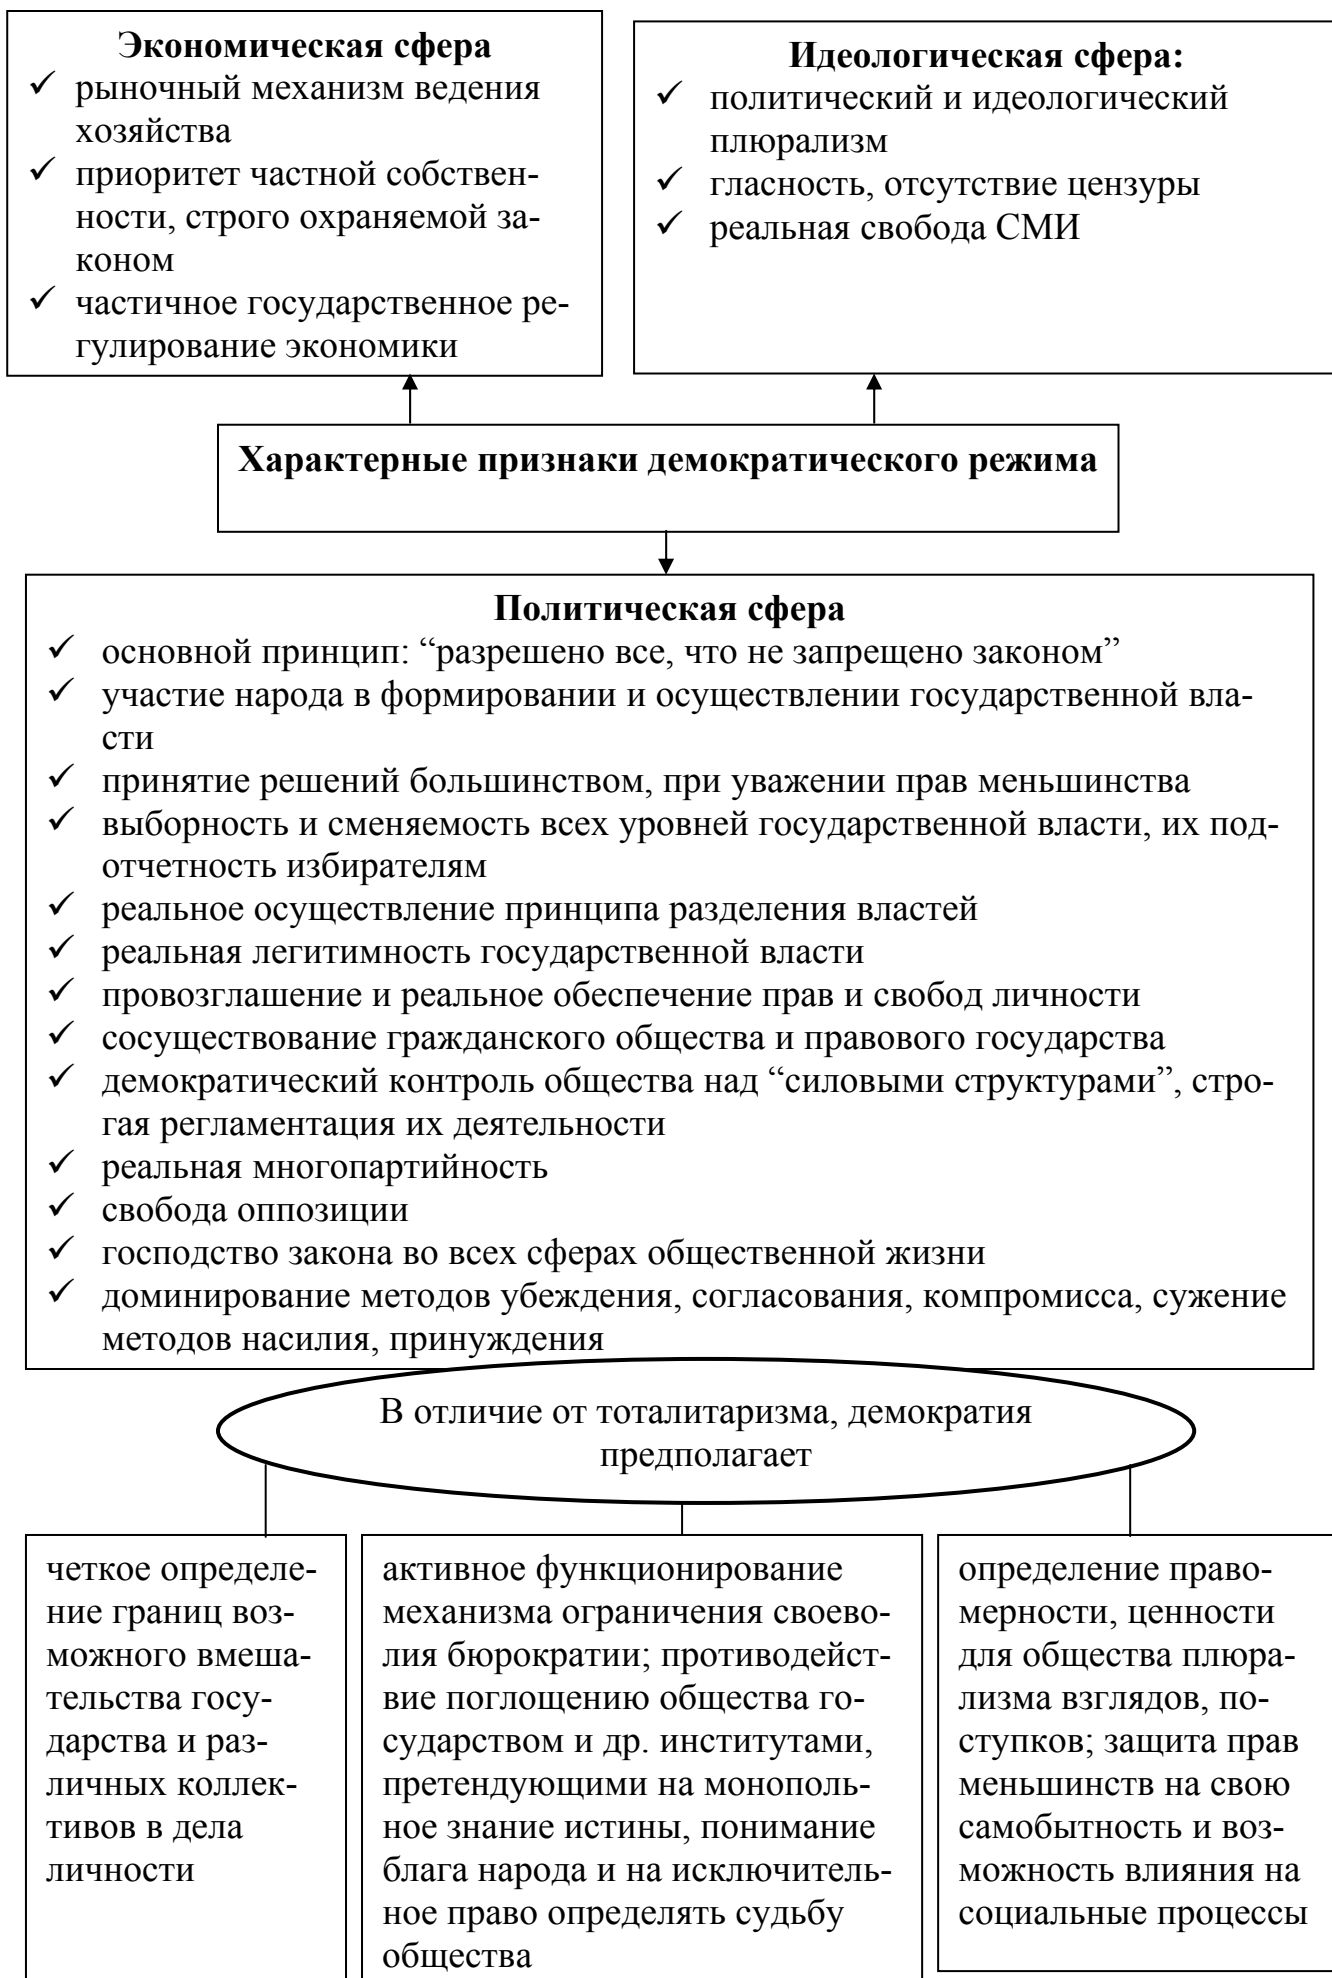 Экономическая сфера
✓ рыночный механизм ведения
хозяйства
✓ приоритет частной собствен-
ности, строго охраняемой за-
коном
✓ частичное государственное ре-
гулирование экономики
Идеологическая сфера:
✓ политический и идеологический
плюрализм
✓ гласность, отсутствие цензуры
✓ реальная свобода СМИ
Характерные признаки демократического режима
Политическая сфера
✓ основной принцип: “разрешено все, что не запрещено законом”
✓ участие народа в формировании и осуществлении государственной вла-
сти
✓ принятие решений большинством, при уважении прав меньшинства
✓ выборность и сменяемость всех уровней государственной власти, их под-
отчетность избирателям
✓ реальное осуществление принципа разделения властей
✓ реальная легитимность государственной власти
✓ провозглашение и реальное обеспечение прав и свобод личности
✓ сосуществование гражданского общества и правового государства
✓ демократический контроль общества над “силовыми структурами”, стро-
гая регламентация их деятельности
✓ реальная многопартийность
✓ свобода оппозиции
✓ господство закона во всех сферах общественной жизни
✓ доминирование методов убеждения, согласования, компромисса, сужение
методов насилия, принуждения
В отличие от тоталитаризма, демократия
предполагает
четкое определе-
ние границ воз-
можного вмеша-
тельства госу-
дарства и раз-
личных коллек-
тивов в дела
личности
активное функционирование
механизма ограничения своево-
лия бюрократии; противодейст-
вие поглощению общества го-
сударством и др. институтами,
претендующими на монополь-
ное знание истины, понимание
блага народа и на исключитель-
ное право определять судьбу
общества
определение право-
мерности, ценности
для общества плюра-
лизма взглядов, по-
ступков; защита прав
меньшинств на свою
самобытность и воз-
можность влияния на
социальные процессы